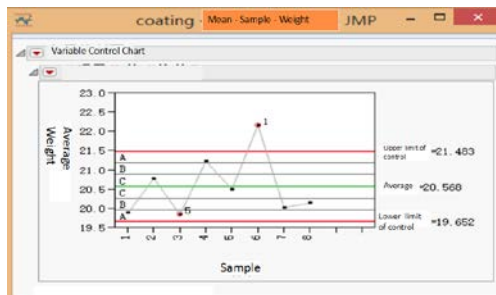 coating - Mean - Sample - Weight JMP
Variable Control Chart
23.0
22.5
22.0
21.5
21.0
20.5
20.0
19.5
Average
Weight
A
B
C
C
B
A
1
5
1 2 3 4 5 6 7 8
Sample
Upper limit of
control =21.483
Average =20.568
Lower limit
of control =19.652